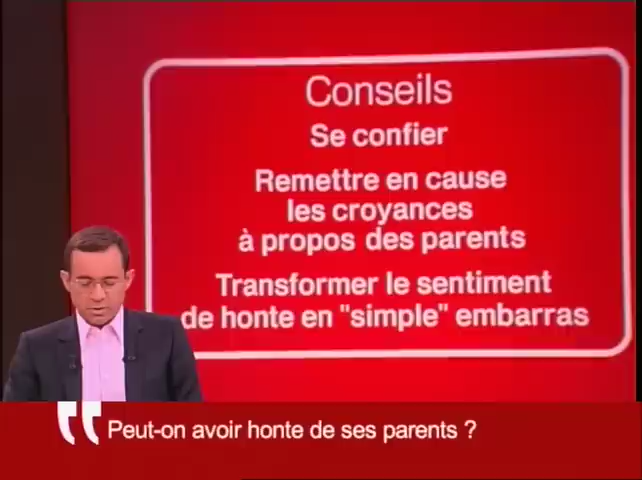 Conseils
Se confier
Remettre en cause
les croyances
à propos des parents
Transformer le sentiment
de honte en "simple" embarras
Peut-on avoir honte de ses parents ?